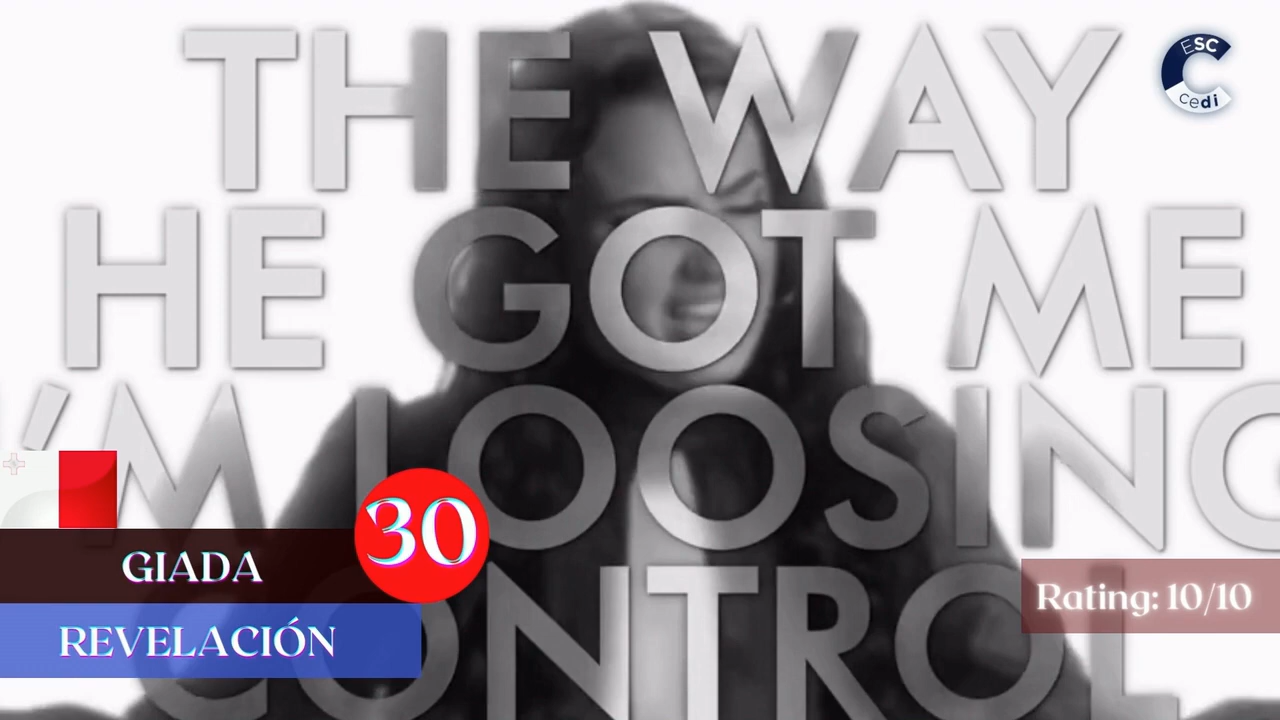 THE WAY
HE GOT ME
I'M LOOSING
CONTROL
ESC
cedi
30
GIADA
REVELACIÓN
Rating: 10/10